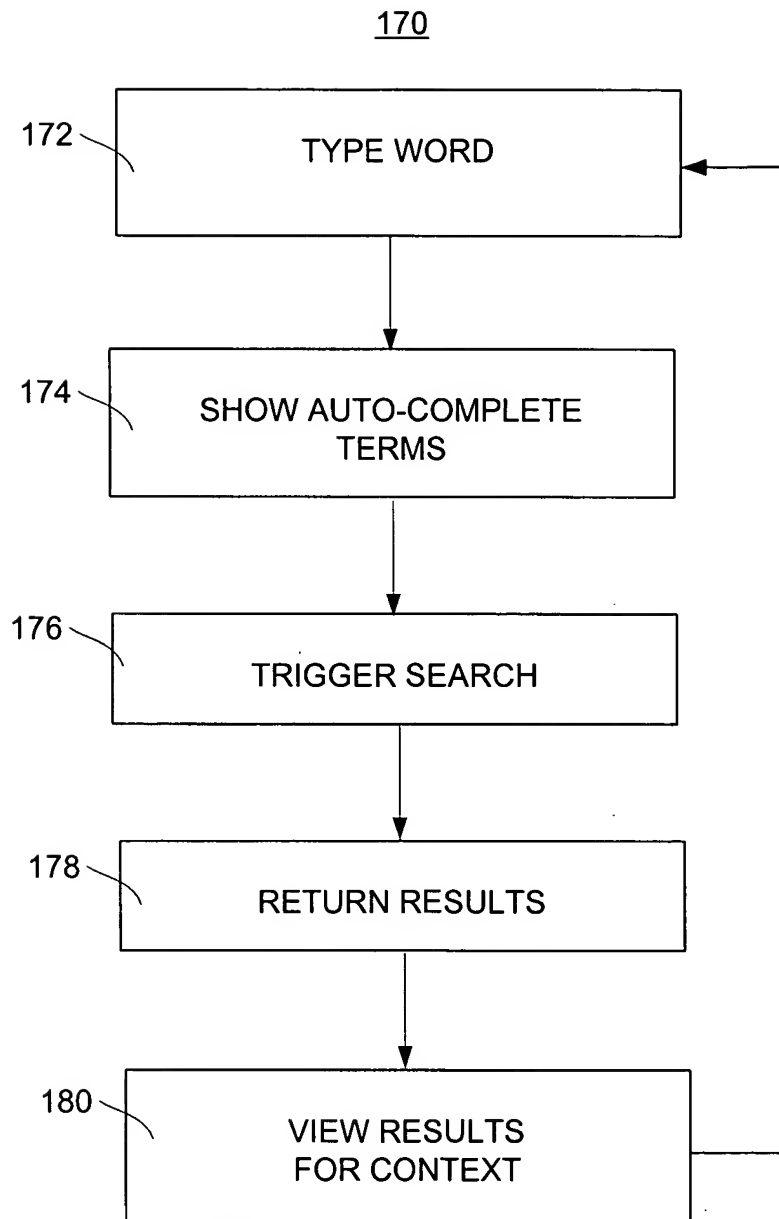 170
172
TYPE WORD
174
SHOW AUTO-COMPLETE
TERMS
176
TRIGGER SEARCH
178
RETURN RESULTS
180
VIEW RESULTS
FOR CONTEXT